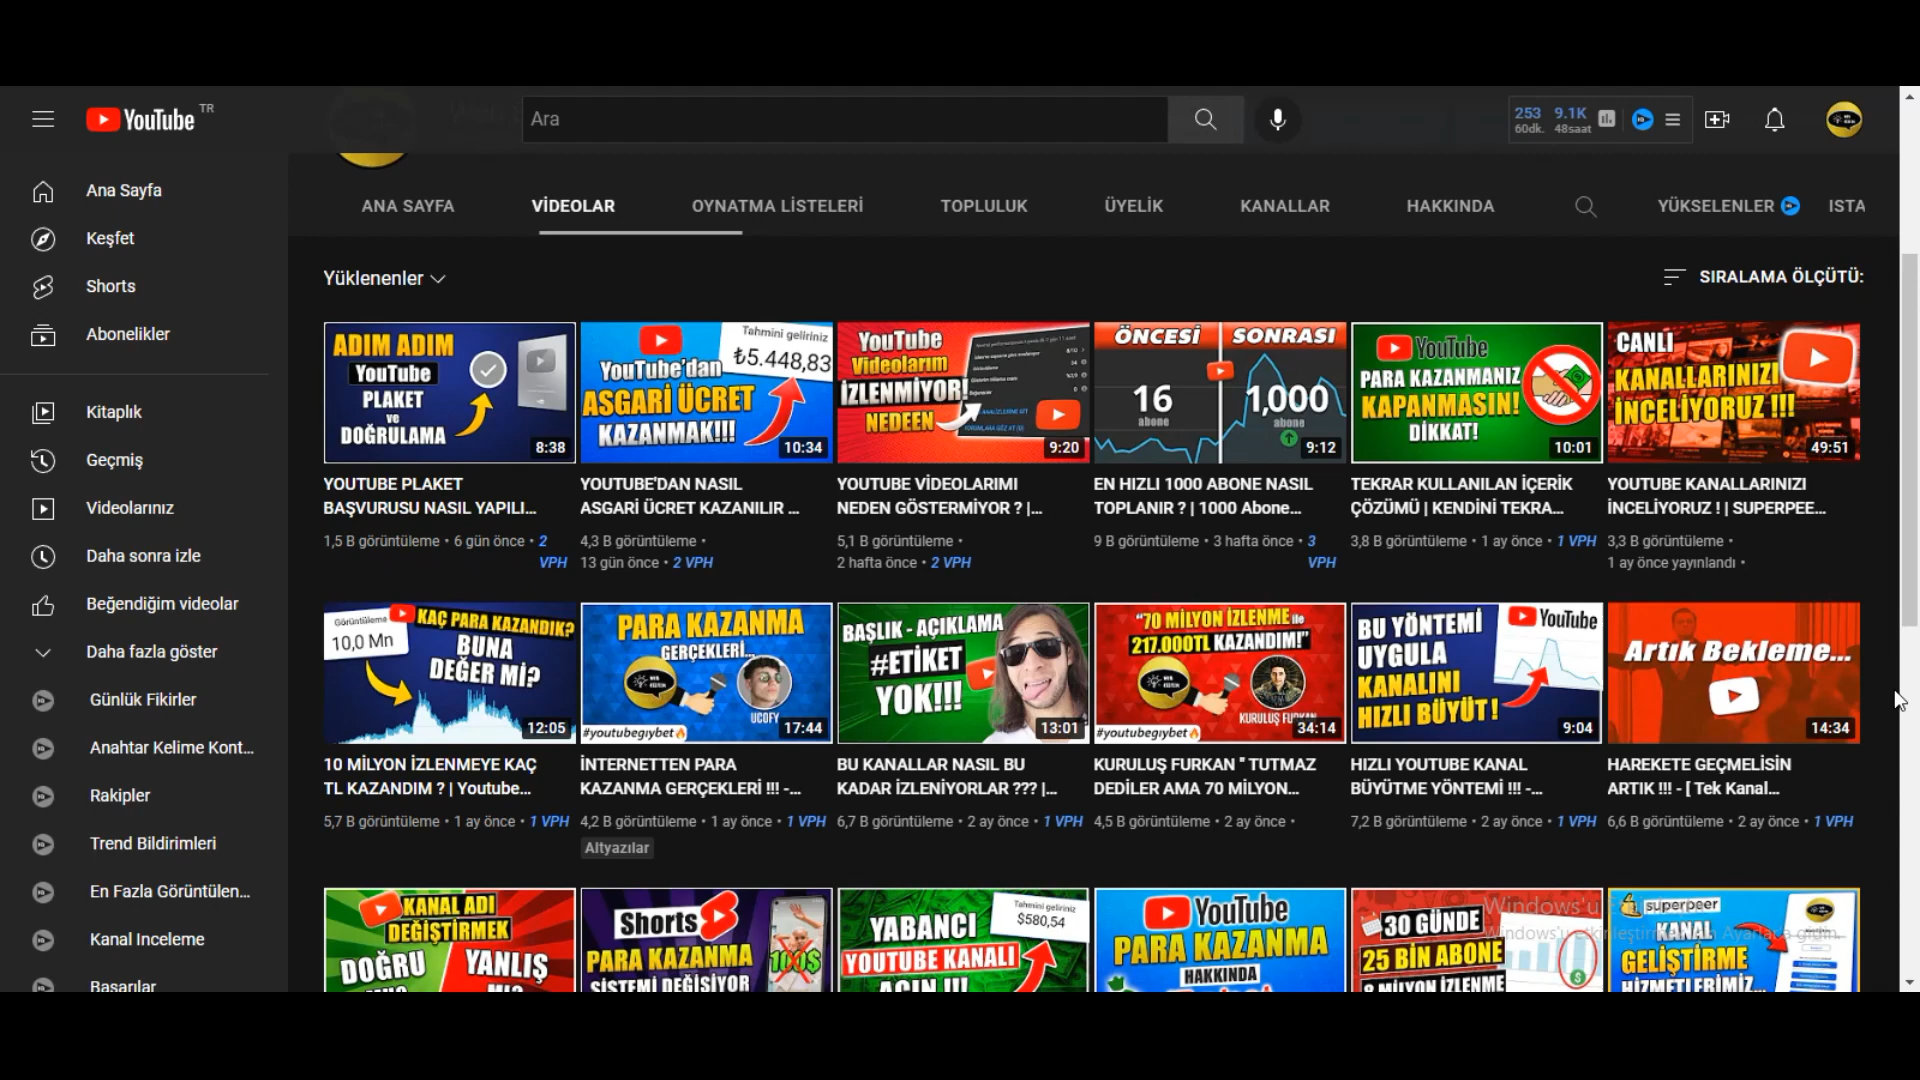 YouTube TR
Ara
253 9.1K
60dk. 48saat
Ana Sayfa
Keşfet
Shorts
Abonelikler
Kitaplık
Geçmiş
Videolarınız
Daha sonra izle
Beğendiğim videolar
Daha fazla göster
Günlük Fikirler
Anahtar Kelime Kont...
Rakipler
Trend Bildirimleri
En Fazla Görüntülen...
Kanal Inceleme
Başarılar
ANA SAYFA
VİDEOLAR
OYNATMA LİSTELERİ
TOPLULUK
ÜYELİK
KANALLAR
HAKKINDA
YÜKSELENLER
ISTA
Yüklenenler
SIRALAMA ÖLÇÜTÜ:
ADIM ADIM
YouTube
PLAKET
ve
DOĞRULAMA
8:38
YOUTUBE PLAKET
BAŞVURUSU NASIL YAPILI...
1,5 B görüntüleme • 6 gün önce • 2
VPH
Tahmini geliriniz
₺5.448,83
YouTube'dan
ASGARİ ÜCRET
KAZANMAK!!!
10:34
YOUTUBE'DAN NASIL
ASGARİ ÜCRET KAZANILIR ...
4,3 B görüntüleme •
13 gün önce • 2 VPH
YouTube
Videolarım
İZLENMİYOR!
NEDEEN
9:20
YOUTUBE VİDEOLARIMI
NEDEN GÖSTERMİYOR ? |...
5,1 B görüntüleme •
2 hafta önce • 2 VPH
ÖNCESİ SONRASI
16
abone
1,000
abone
9:12
EN HIZLI 1000 ABONE NASIL
TOPLANIR ? | 1000 Abone...
9 B görüntüleme • 3 hafta önce • 3
VPH
YouTube
PARA KAZANMANIZ
KAPANMASIN!
DİKKAT!
10:01
TEKRAR KULLANILAN İÇERİK
ÇÖZÜMÜ | KENDİNİ TEKRA...
3,8 B görüntüleme • 1 ay önce • 1 VPH
CANLI
KANALLARINIZI
İNCELİYORUZ !!!
49:51
YOUTUBE KANALLARINIZI
İNCELİYORUZ ! | SUPERPEE...
3,3 B görüntüleme •
1 ay önce yayınlandı •
Görüntüleme
10,0 Mn
KAÇ PARA KAZANDIK?
BUNA
DEĞER Mİ?
12:05
10 MİLYON İZLENMEYE KAÇ
TL KAZANDIM ? | Youtube...
5,7 B görüntüleme • 1 ay önce • 1 VPH
PARA KAZANMA
GERÇEKLERİ...
UCOFY
#youtubegıybet
17:44
İNTERNETTEN PARA
KAZANMA GERÇEKLERİ !!! -...
4,2 B görüntüleme • 1 ay önce • 1 VPH
Altyazılar
BAŞLIK - AÇIKLAMA
#ETİKET
YOK!!!
13:01
BU KANALLAR NASIL BU
KADAR İZLENİYORLAR ??? |...
6,7 B görüntüleme • 2 ay önce • 1 VPH
"70 MİLYON İZLENME ile
217.000TL KAZANDIM!"
KURULUŞ FURKAN
#youtubegıybet
34:14
KURULUŞ FURKAN " TUTMAZ
DEDİLER AMA 70 MİLYON...
4,5 B görüntüleme • 2 ay önce •
BU YÖNTEMİ
UYGULA
KANALINI
HIZLI BÜYÜT!
YouTube
9:04
HIZLI YOUTUBE KANAL
BÜYÜTME YÖNTEMİ !!! -...
7,2 B görüntüleme • 2 ay önce • 1 VPH
Artık Bekleme...
14:34
HAREKETE GEÇMELİSİN
ARTIK !!! - [ Tek Kanal...
6,6 B görüntüleme • 2 ay önce • 1 VPH
KANAL ADI
DEĞİŞTİRMEK
DOĞRU
YANLIŞ
Shorts
PARA KAZANMA
SİSTEMİ DEĞİŞİYOR
100$
YABANCI
YOUTUBE KANALI
AÇIN !!!
Tahmini geliriniz
$580,54
YouTube
PARA KAZANMA
HAKKINDA
30 GÜNDE
25 BİN ABONE
8 MİLYON İZLENME
superpeer
KANAL
GELİŞTİRME
HİZMETLERİMİZ...